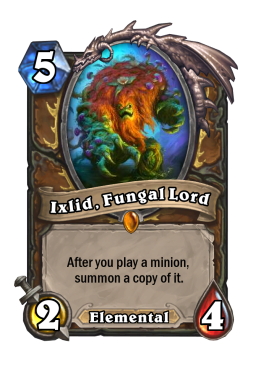 5
Ixlid, Fungal Lord
After you play a minion,
summon a copy of it.
2
Elemental
4